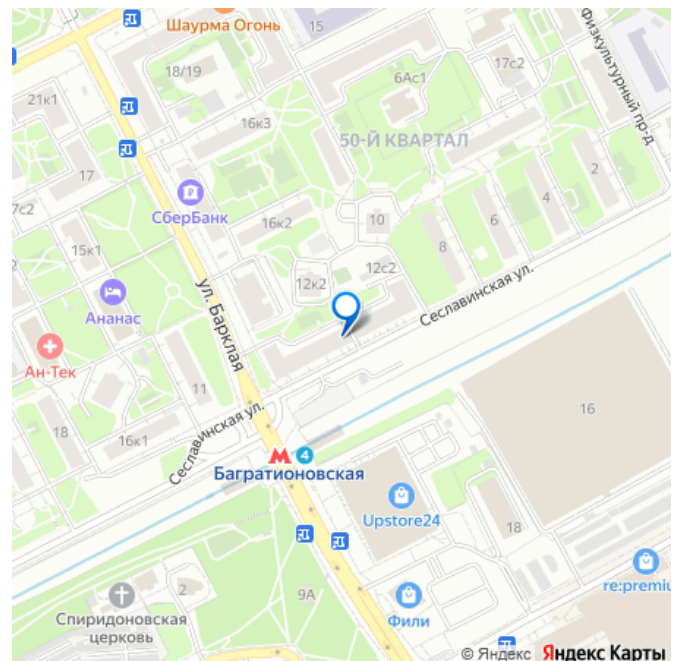 Шаурма Огонь
15
18/19
6Ас1
17с2
Физкультурный пр-д
21к1
16к3
50-Й КВАРТАЛ
17
2
СберБанк
4
7с2
16к2
10
6
8
15к1
12к2
12с2
Ананас
ул. Барклая
Сеславинская ул.
Ан-Тек
11
16
Сеславинская ул.
18
16к1
4
Багратионовская
Upstore24
18
2
9А
re:premiu
Спиридоновская
церковь
Фили
© Яндекс Яндекс Карты